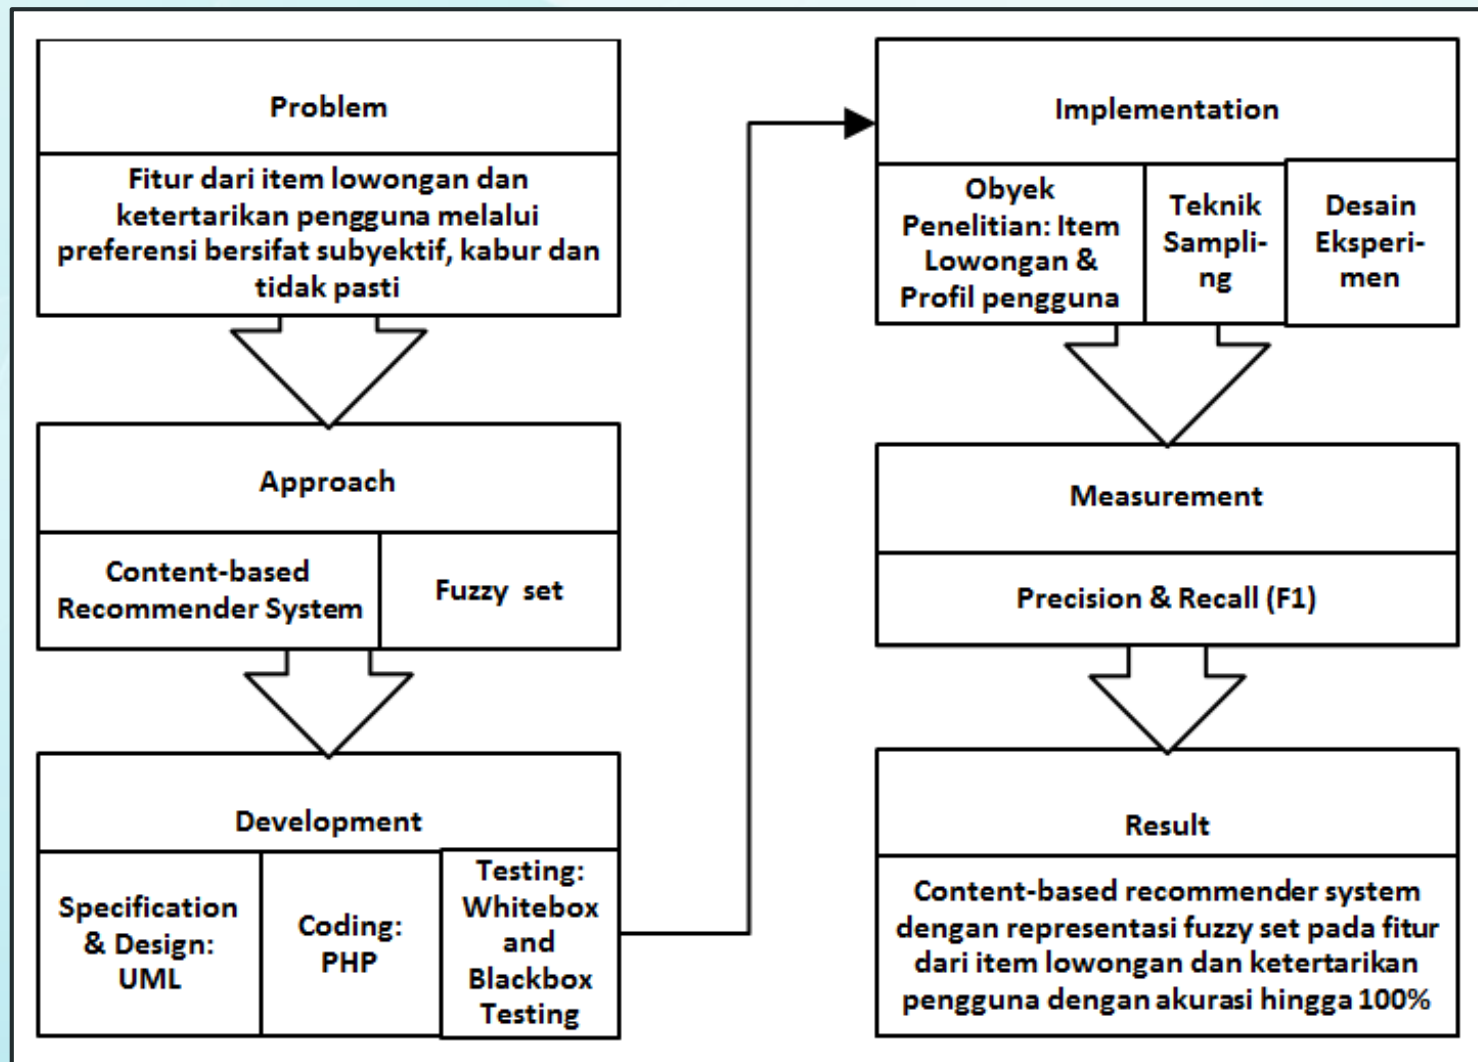 Problem
Fitur dari item lowongan dan
ketertarikan pengguna melalui
preferensi bersifat subyektif, kabur dan
tidak pasti
Approach
Content-based
Recommender System
Fuzzy set
Development
Specification
& Design:
UML
Coding:
PHP
Testing:
Whitebox
and
Blackbox
Testing
Implementation
Obyek
Penelitian: Item
Lowongan &
Profil pengguna
Teknik
Sampli-
ng
Desain
Eksperi-
men
Measurement
Precision & Recall (F1)
Result
Content-based recommender system
dengan representasi fuzzy set pada fitur
dari item lowongan dan ketertarikan
pengguna dengan akurasi hingga 100%